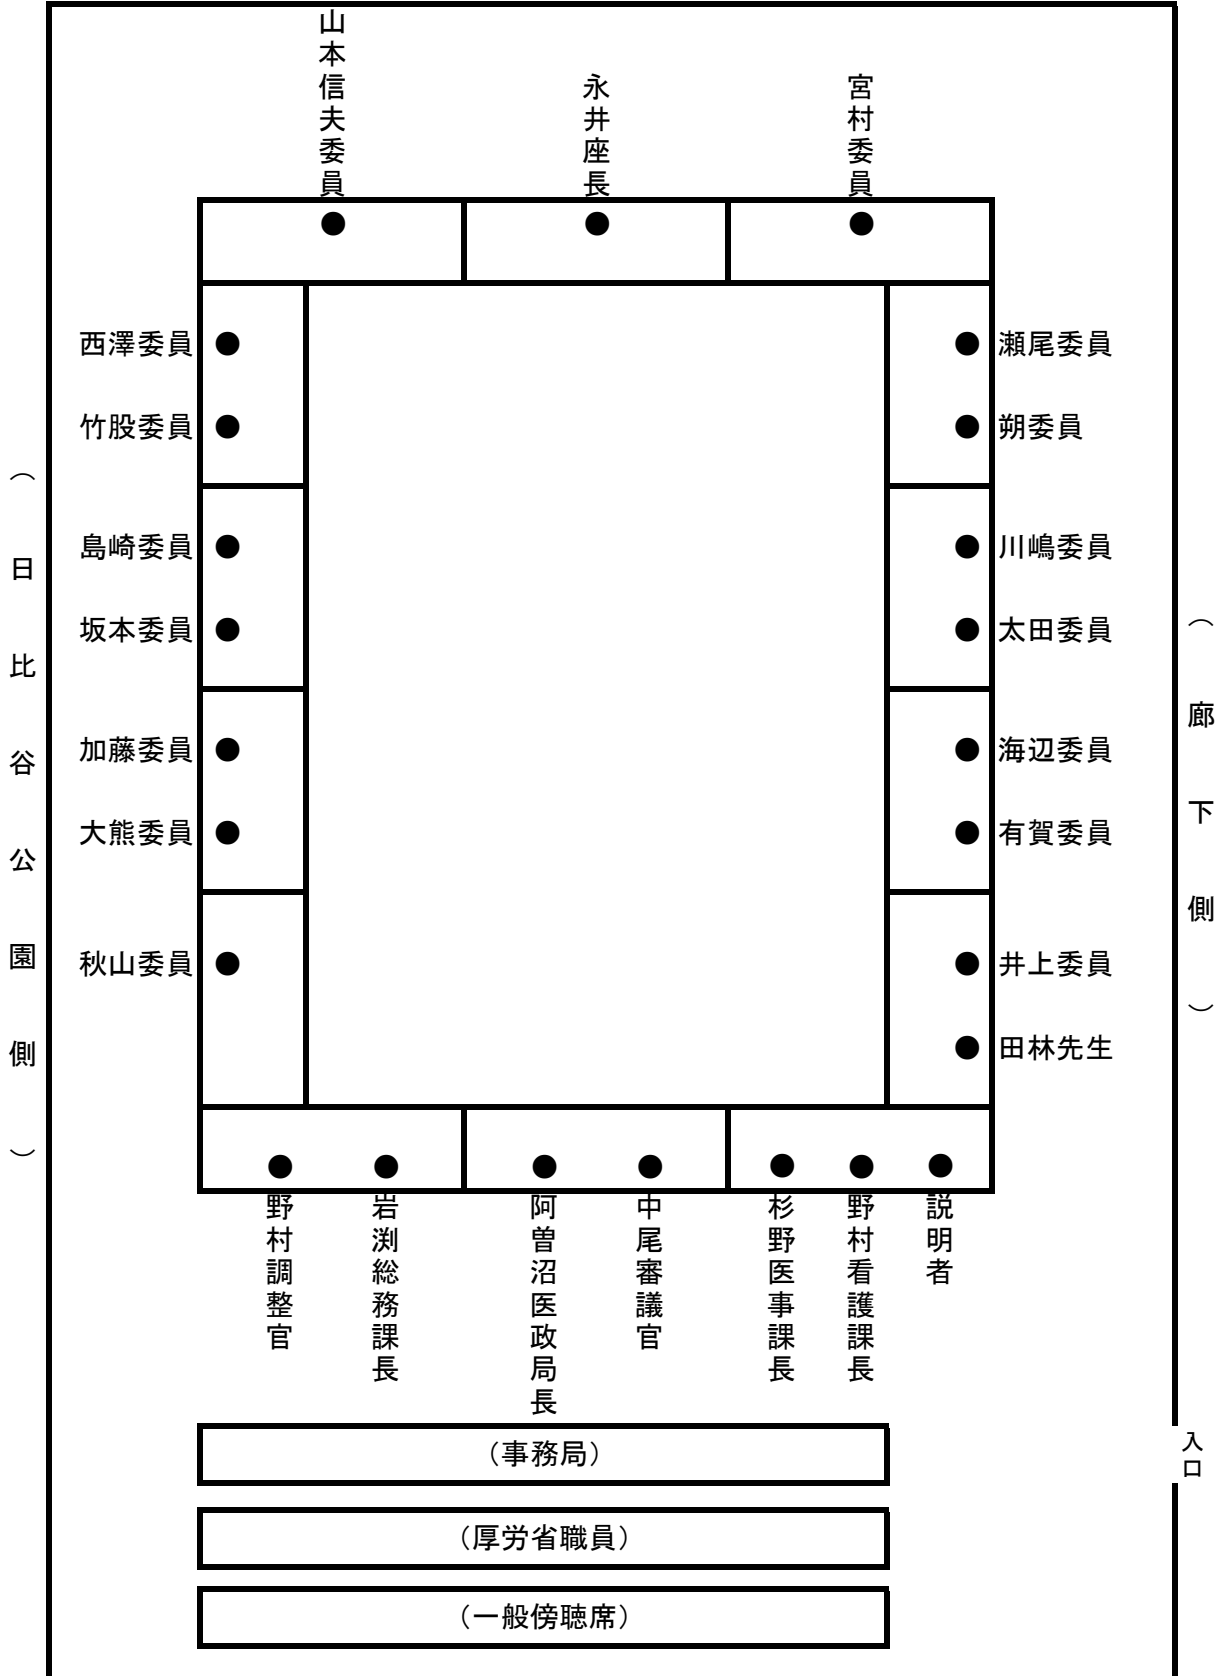 山本信夫委員
永井座長
宮村委員
西澤委員
瀬尾委員
竹股委員
朔委員
島崎委員
川嶋委員
坂本委員
太田委員
加藤委員
海辺委員
大熊委員
有賀委員
秋山委員
井上委員
田林先生
（日比谷公園側）
（廊下側）
野村調整官
岩渕総務課長
阿曽沼医政局長
中尾審議官
杉野医事課長
野村看護課長
説明者
（事務局）
入口
（厚労省職員）
（一般傍聴席）